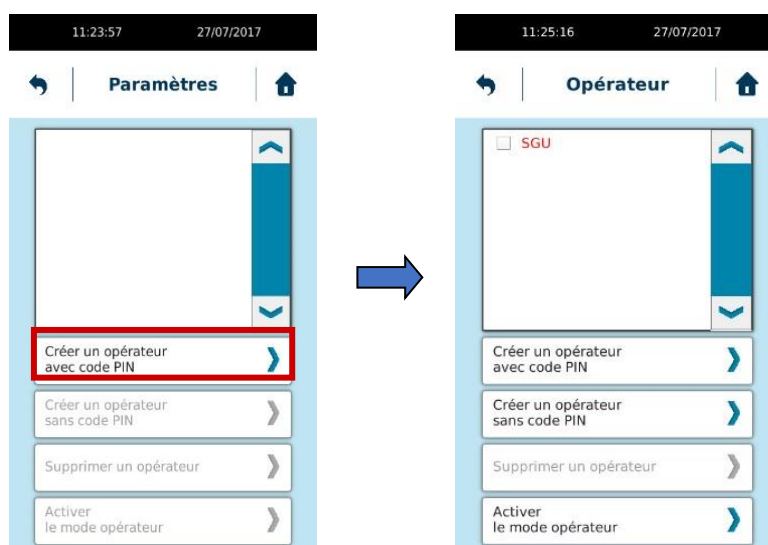 11:23:57 27/07/2017
Paramètres
Créer un opérateur
avec code PIN
Créer un opérateur
sans code PIN
Supprimer un opérateur
Activer
le mode opérateur
11:25:16 27/07/2017
Opérateur
SGU
Créer un opérateur
avec code PIN
Créer un opérateur
sans code PIN
Supprimer un opérateur
Activer
le mode opérateur